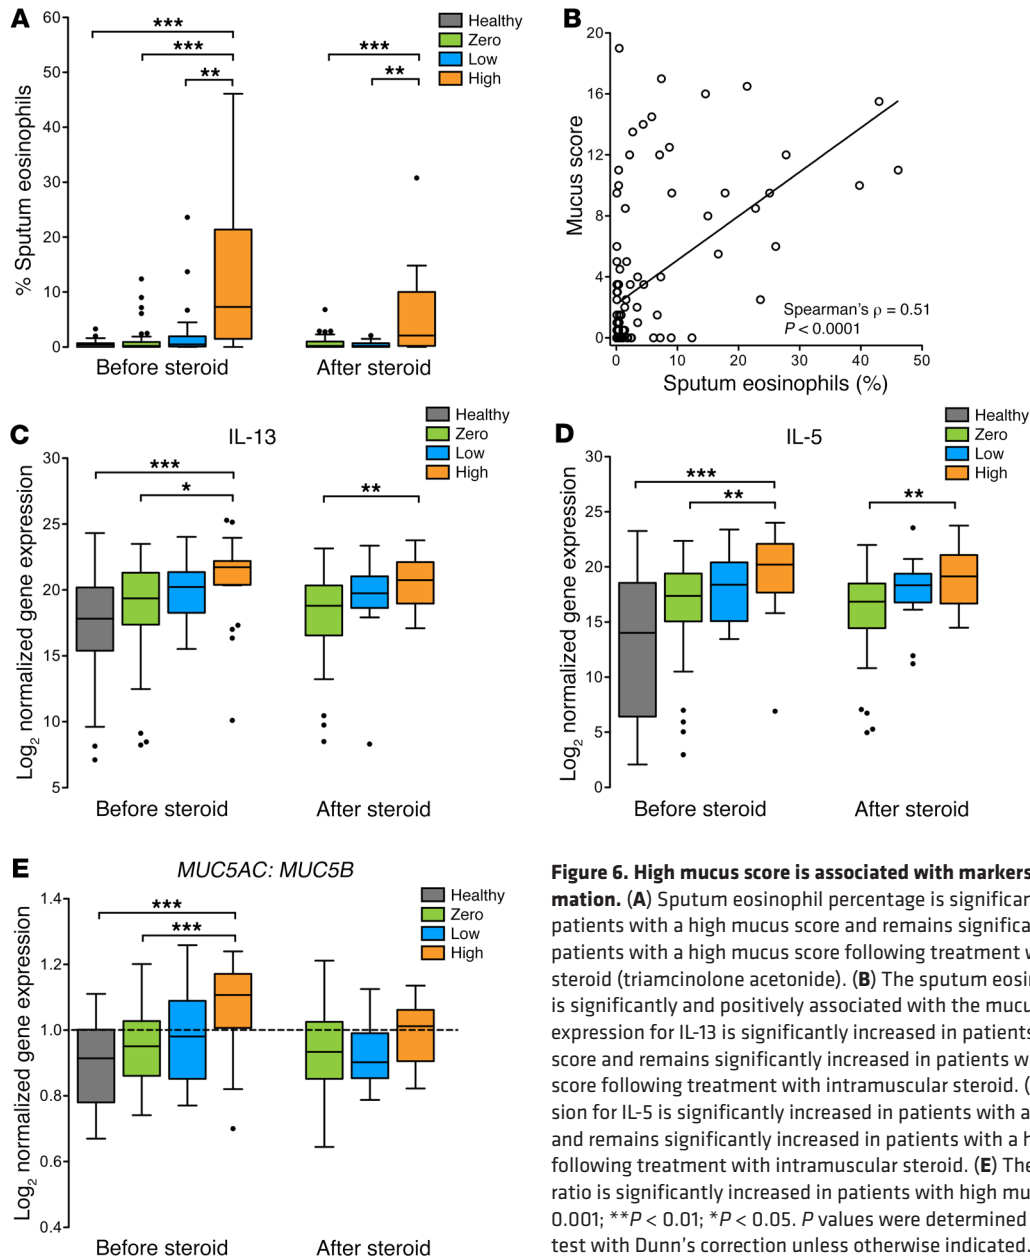 A
60
50
40
30
20
10
0
% Sputum eosinophils
***
***
**
***
**
Healthy
Zero
Low
High
Before steroid
After steroid
B
20
16
12
8
4
0
Mucus score
Spearman's ρ = 0.51
P < 0.0001
0
10
20
30
40
50
Sputum eosinophils (%)
C
IL-13
Healthy
Zero
Low
High
30
25
20
15
10
5
Log2 normalized gene expression
***
*
**
Before steroid
After steroid
D
IL-5
Healthy
Zero
Low
High
30
25
20
15
10
5
0
Log2 normalized gene expression
***
**
**
Before steroid
After steroid
E
MUC5AC: MUC5B
Healthy
Zero
Low
High
1.4
1.2
1.0
0.8
0.6
0.4
Log2 normalized gene expression
***
***
Before steroid
After steroid
Figure 6. High mucus score is associated with markers
mation. (A) Sputum eosinophil percentage is significan
patients with a high mucus score and remains significa
patients with a high mucus score following treatment w
steroid (triamcinolone acetonide). (B) The sputum eosin
is significantly and positively associated with the mucu
expression for IL-13 is significantly increased in patients
score and remains significantly increased in patients wi
score following treatment with intramuscular steroid. (
sion for IL-5 is significantly increased in patients with a
and remains significantly increased in patients with a h
following treatment with intramuscular steroid. (E) The
ratio is significantly increased in patients with high mu
0.001; **P < 0.01; *P < 0.05. P values were determined
test with Dunn's correction unless otherwise indicated.